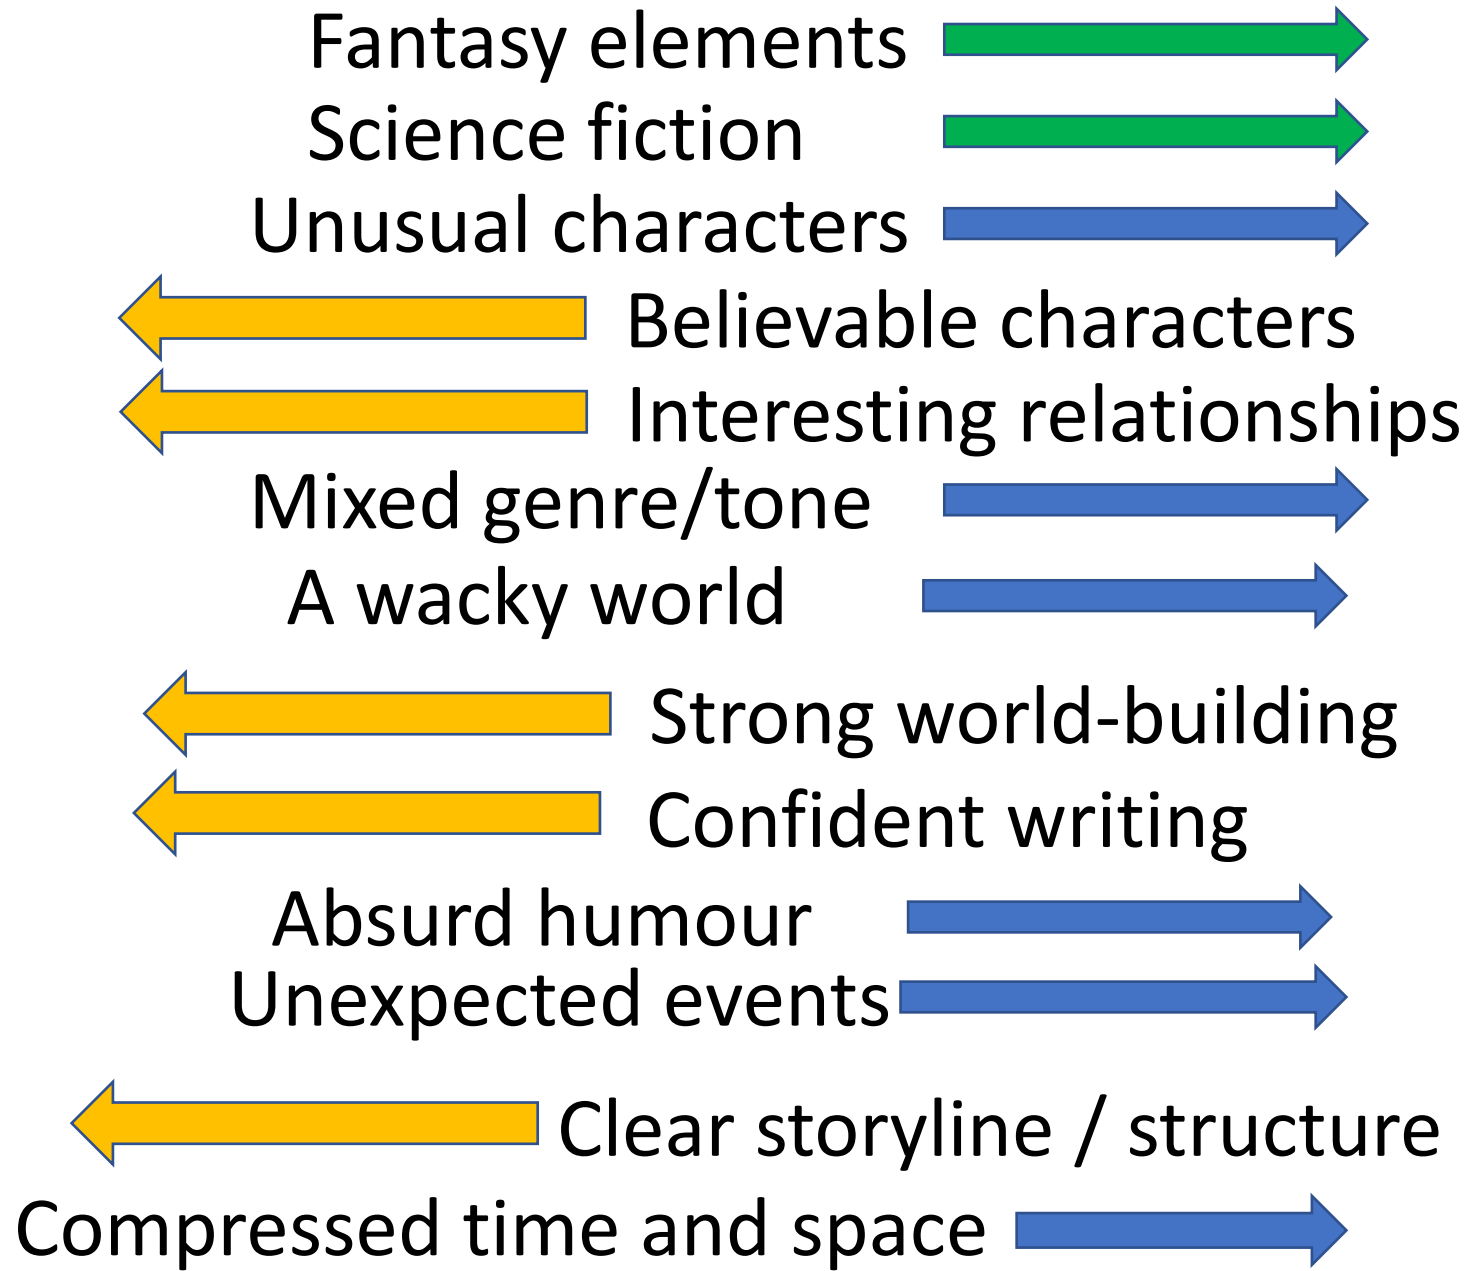 Fantasy elements
Science fiction
Unusual characters
Believable characters
Interesting relationships
Mixed genre/tone
A wacky world
Strong world-building
Confident writing
Absurd humour
Unexpected events
Clear storyline / structure
Compressed time and space